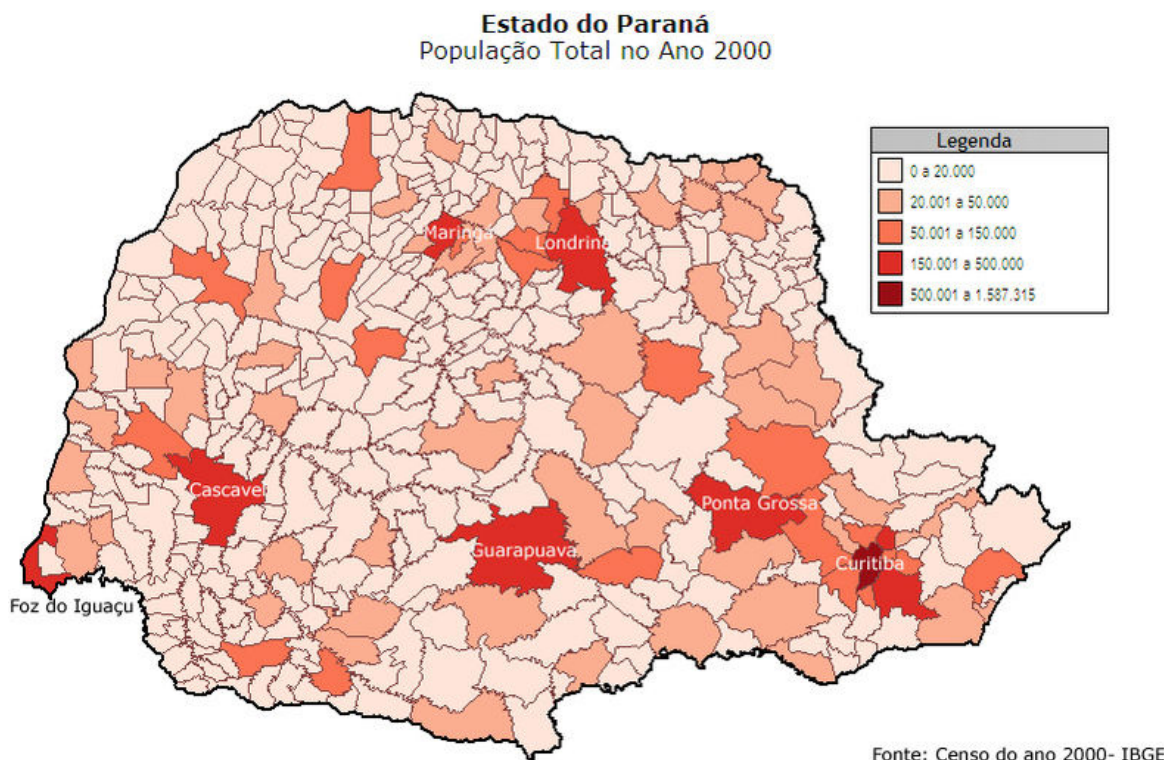 Estado do Paraná
População Total no Ano 2000
Legenda
0 a 20.000
20.001 a 50.000
50.001 a 150.000
150.001 a 500.000
500.001 a 1.587.315
Maringá
Londrina
Cascavel
Ponta Grossa
Guarapuava
Curitiba
Foz do Iguaçu
Fonte: Censo do ano 2000- IBGE